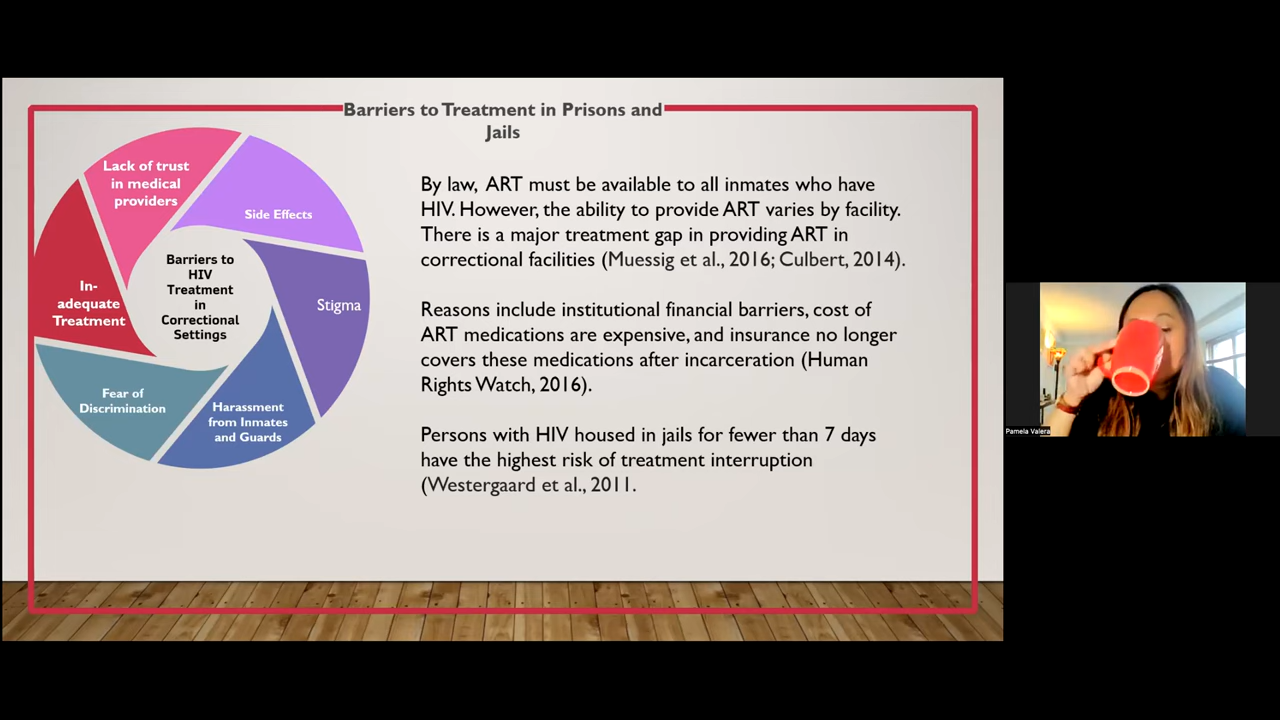 Barriers to Treatment in Prisons and
Jails
Lack of trust
in medical
providers
Side Effects
Stigma
Harassment
from Inmates
and Guards
Fear of
Discrimination
In-
adequate
Treatment
Barriers to
HIV
Treatment
in
Correctional
Settings
By law, ART must be available to all inmates who have
HIV. However, the ability to provide ART varies by facility.
There is a major treatment gap in providing ART in
correctional facilities (Muessig et al., 2016; Culbert, 2014).
Reasons include institutional financial barriers, cost of
ART medications are expensive, and insurance no longer
covers these medications after incarceration (Human
Rights Watch, 2016).
Persons with HIV housed in jails for fewer than 7 days
have the highest risk of treatment interruption
(Westergaard et al., 2011.
Pamela Valera